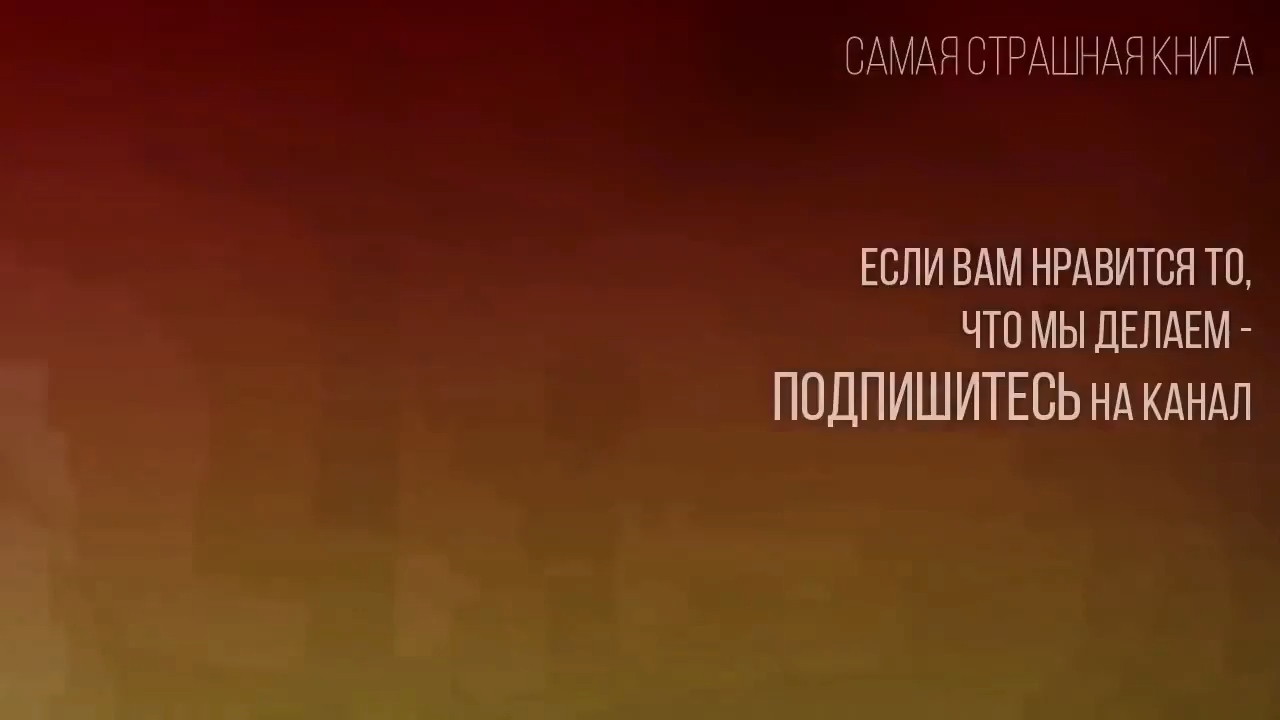 САМАЯ СТРАШНАЯ КНИГА
ЕСЛИ ВАМ НРАВИТСЯ ТО,
ЧТО МЫ ДЕЛАЕМ -
ПОДПИШИТЕСЬ НА КАНАЛ